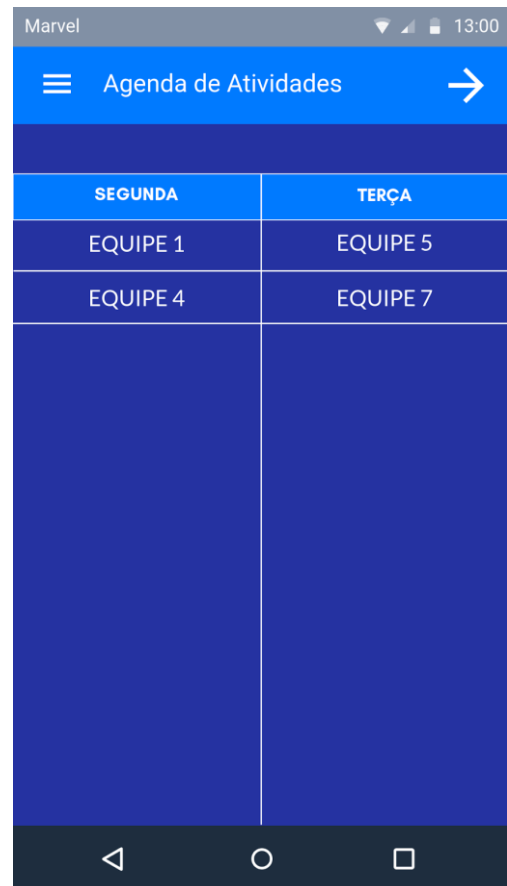 Marvel 13:00
Agenda de Atividades
SEGUNDA TERÇA
EQUIPE 1 EQUIPE 5
EQUIPE 4 EQUIPE 7